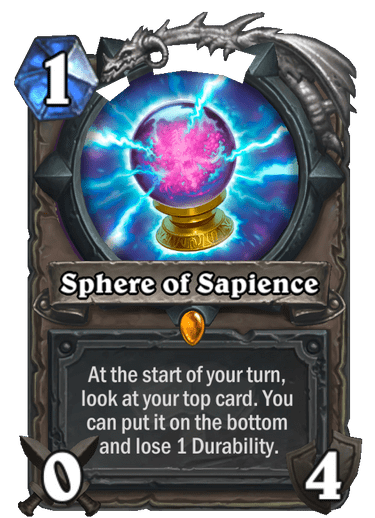 1
Sphere of Sapience
At the start of your turn,
look at your top card. You
can put it on the bottom
and lose 1 Durability.
0
4